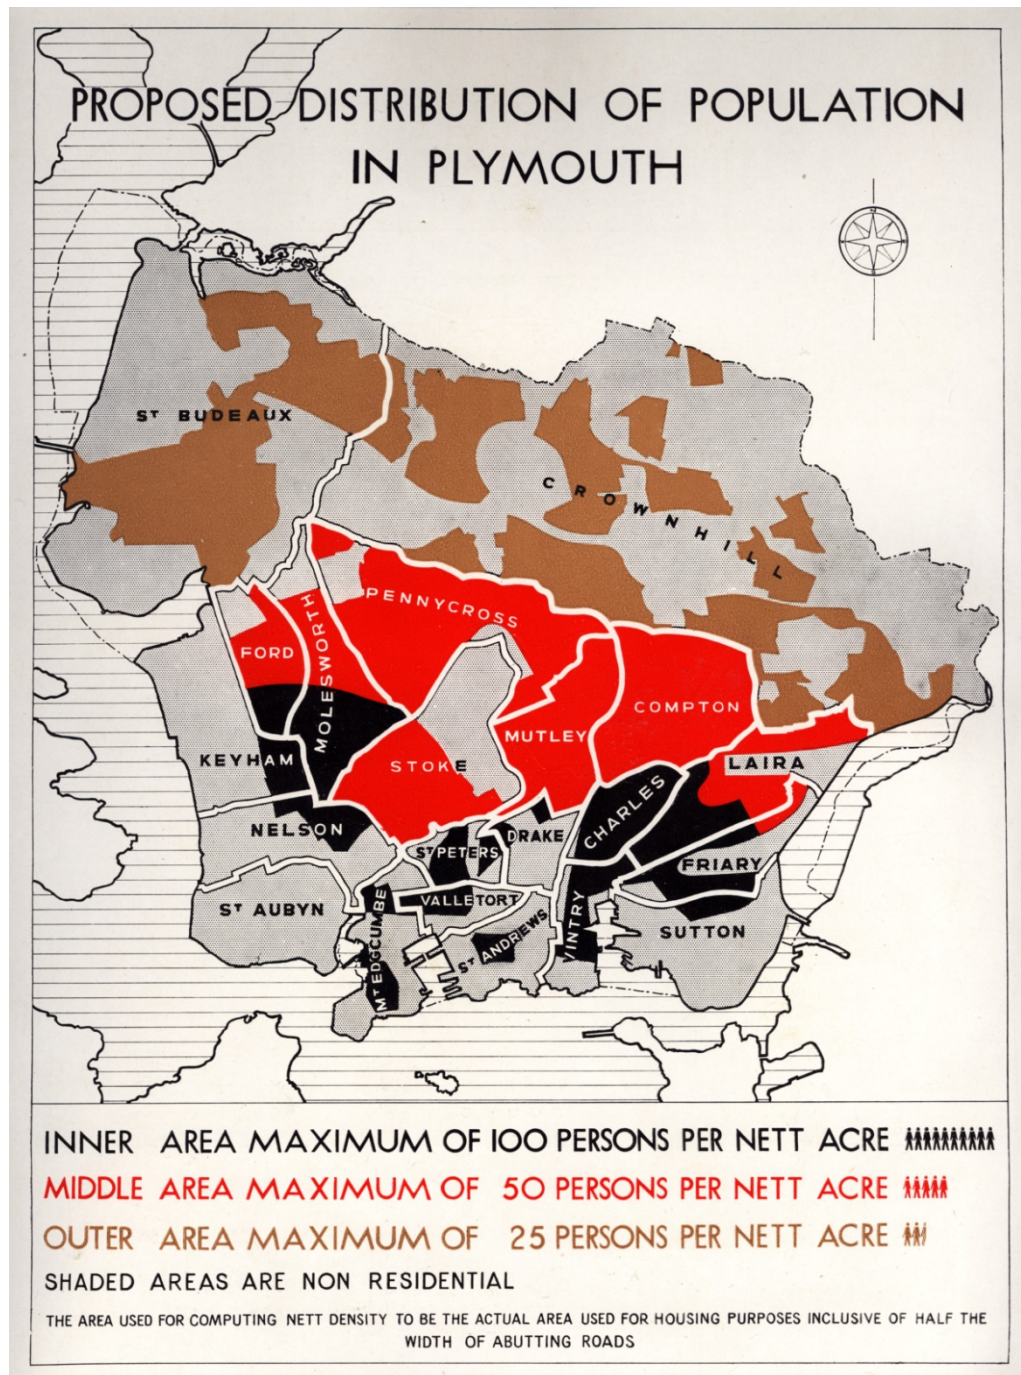 PROPOSED DISTRIBUTION OF POPULATION
IN PLYMOUTH
Sᵀ BUDEAUX
CROWNHILL
PENNYCROSS
MOLESWORTH
FORD
COMPTON
MUTLEY
KEYHAM
STOKE
LAIRA
CHARLES
NELSON
DRAKE
Sᵀ PETERS
FRIARY
VALLETORT
Sᵀ AUBYN
Mᵀ EDGCUMBE
Sᵀ ANDREWS
VINTRY
SUTTON
INNER AREA MAXIMUM OF 100 PERSONS PER NETT ACRE
MIDDLE AREA MAXIMUM OF 50 PERSONS PER NETT ACRE
OUTER AREA MAXIMUM OF 25 PERSONS PER NETT ACRE
SHADED AREAS ARE NON RESIDENTIAL
THE AREA USED FOR COMPUTING NETT DENSITY TO BE THE ACTUAL AREA USED FOR HOUSING PURPOSES INCLUSIVE OF HALF THE
WIDTH OF ABUTTING ROADS